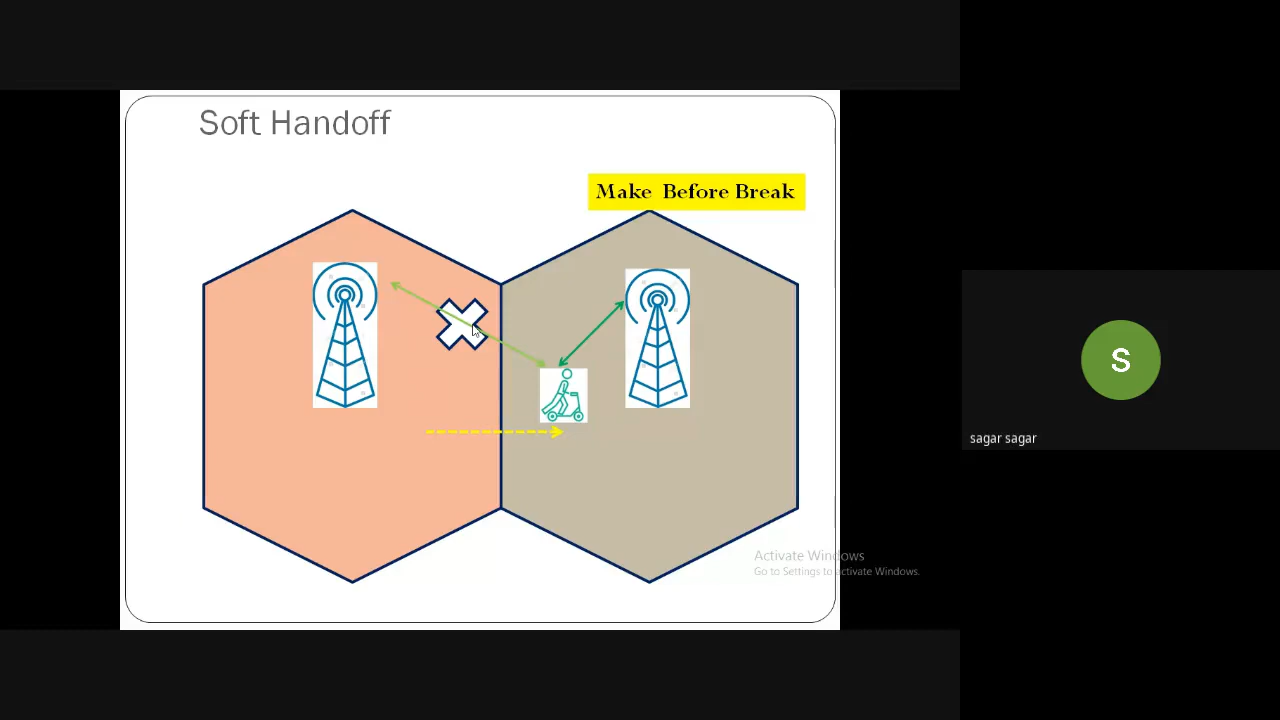 Soft Handoff
Make Before Break
S
sagar sagar
Activate Windows
Go to Settings to activate Windows.